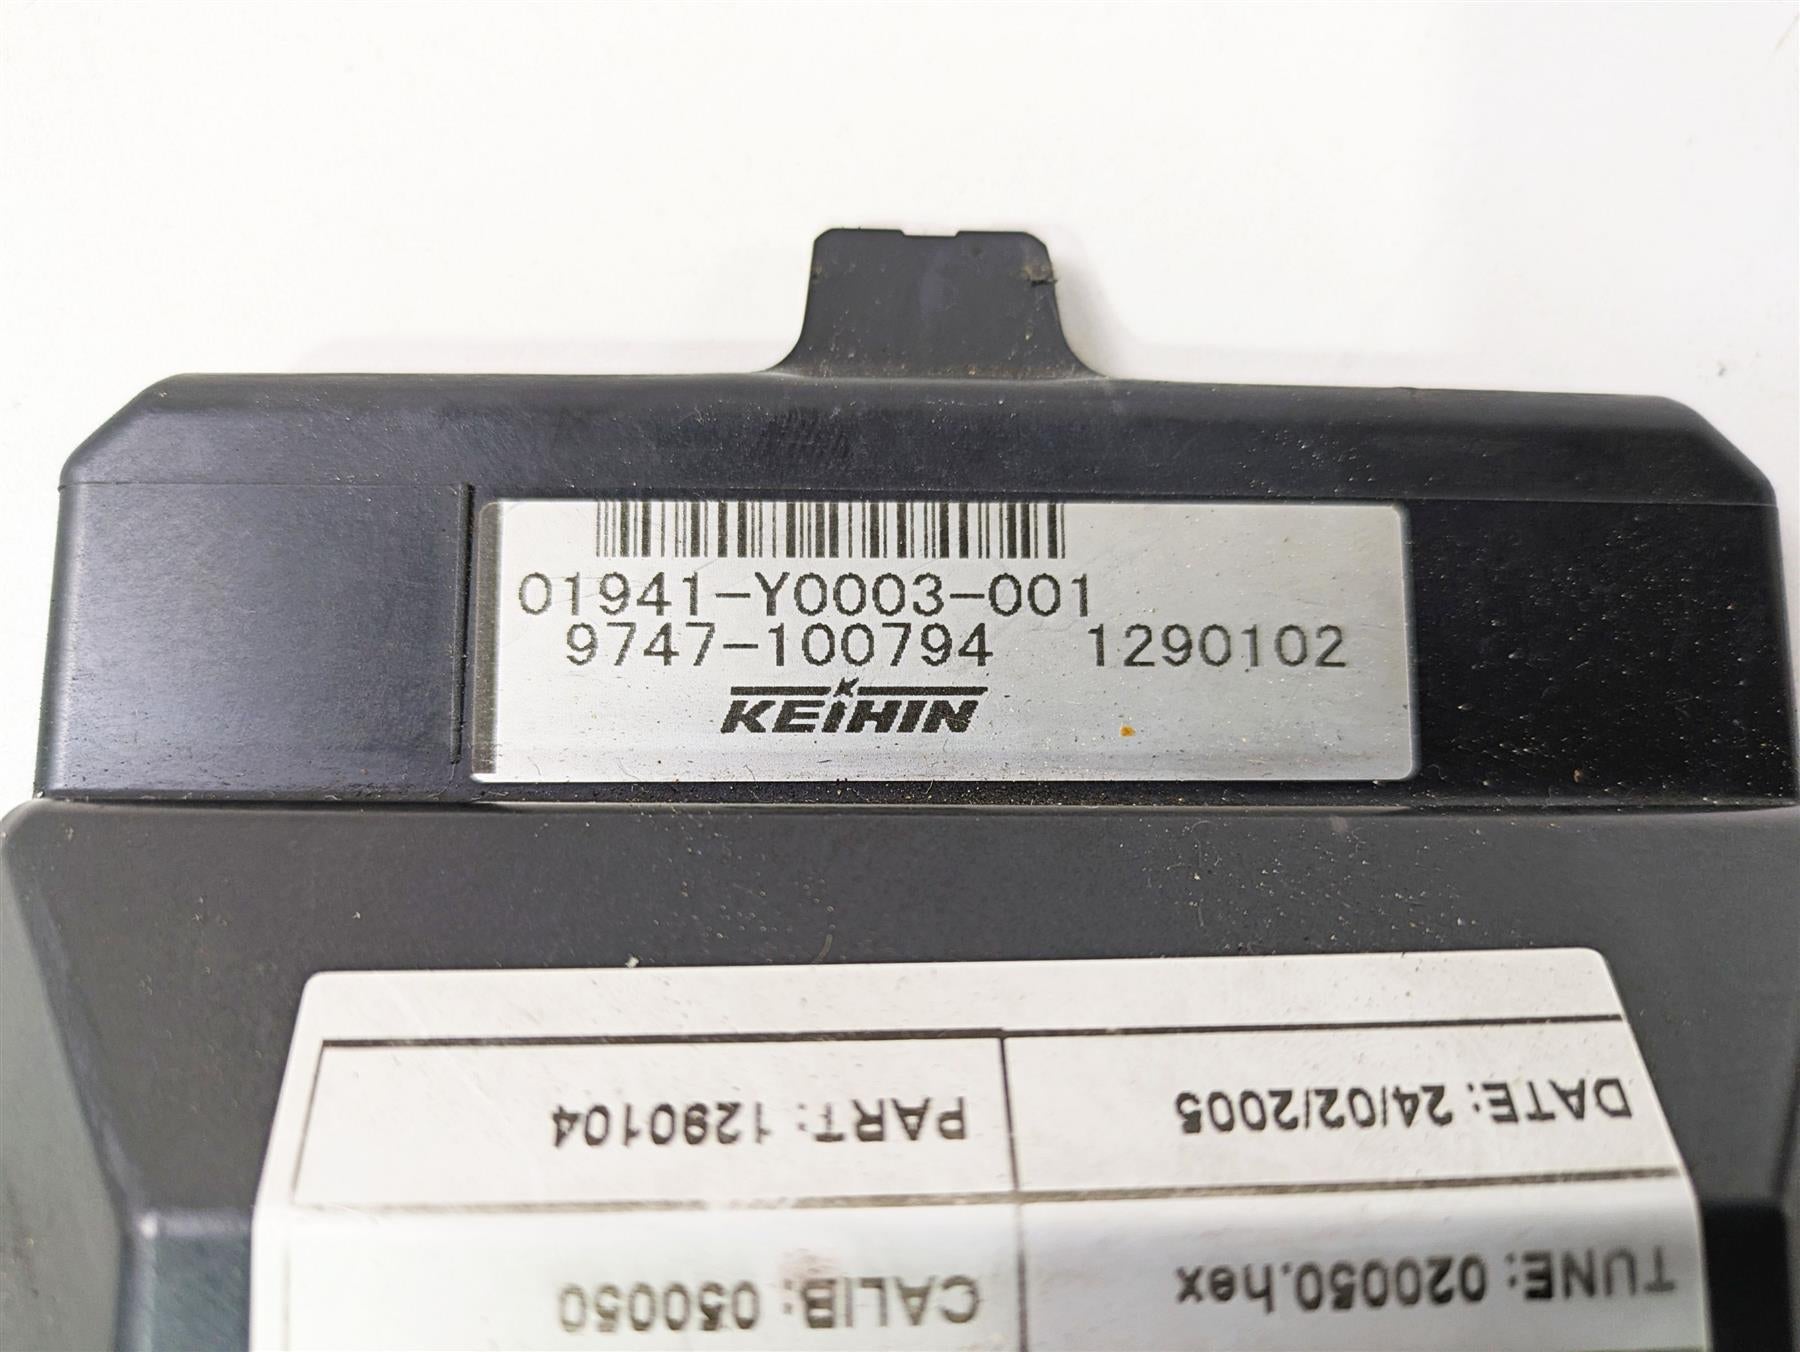 01941-Y0003-001
9747-100794 1290102
KEIHIN
DATE: 24/02/2005 PART: 1290104
TUNE: 020050.hex CALIB: 050050